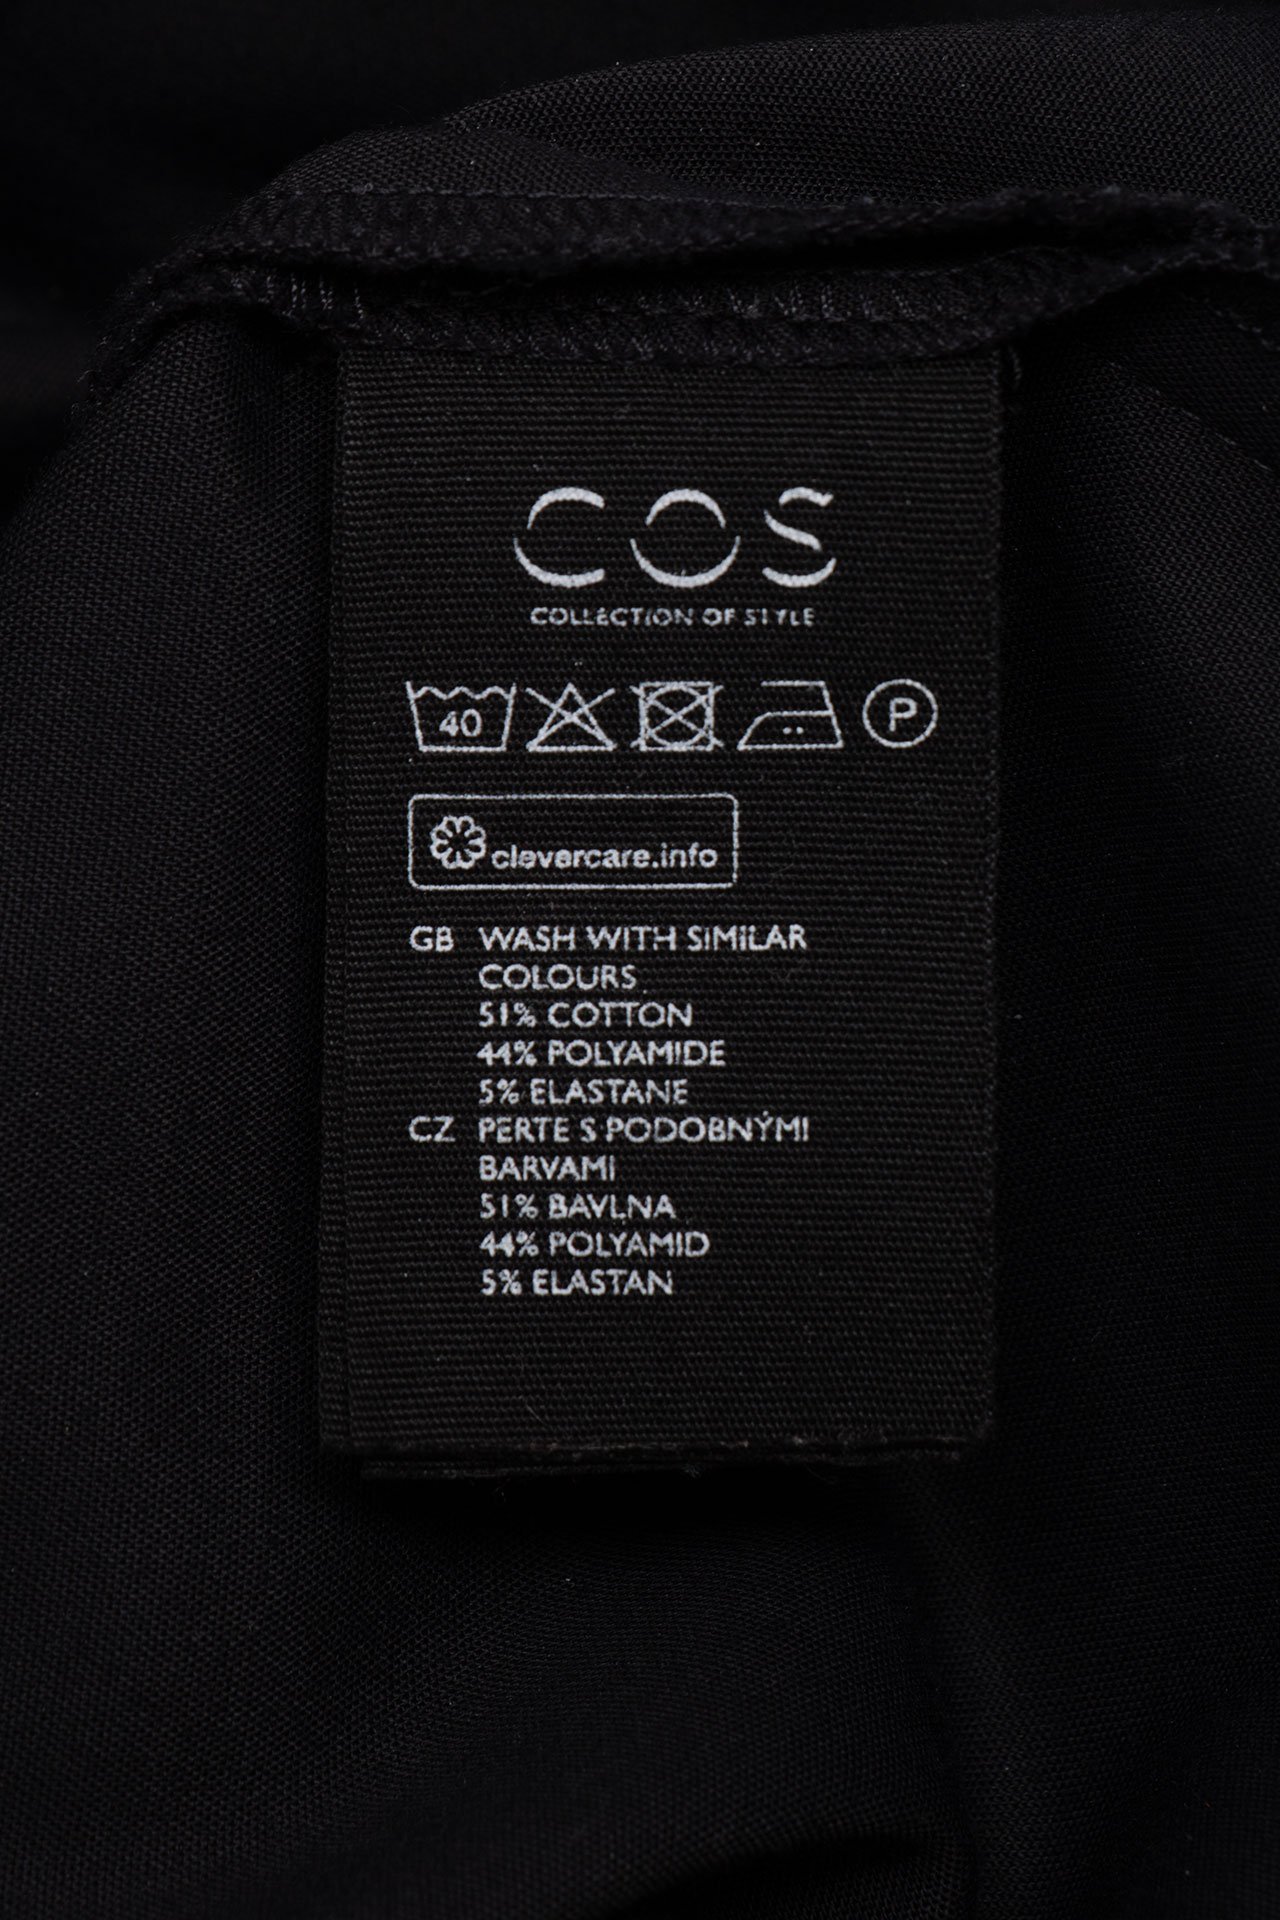 COS
COLLECTION OF STYLE
40 P
clevercare.info
GB WASH WITH SIMILAR
COLOURS
51% COTTON
44% POLYAMIDE
5% ELASTANE
CZ PERTE S PODOBNÝMI
BARVAMI
51% BAVLNA
44% POLYAMID
5% ELASTAN